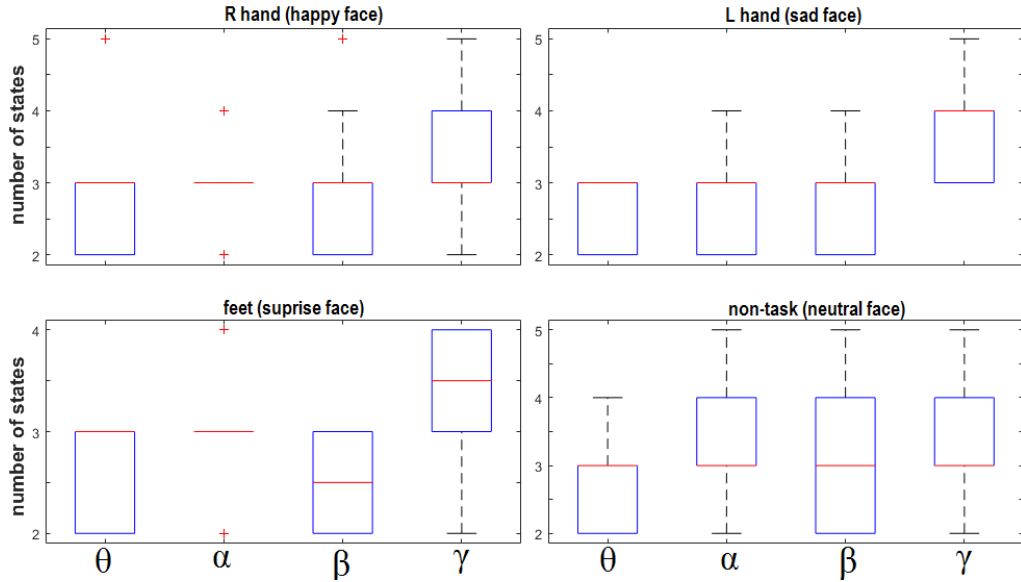 R hand (happy face)
L hand (sad face)
number of states
5
4
3
2
5
4
3
2
feet (suprise face)
non-task (neutral face)
number of states
4
3
2
5
4
3
2
θ α β γ
θ α β γ